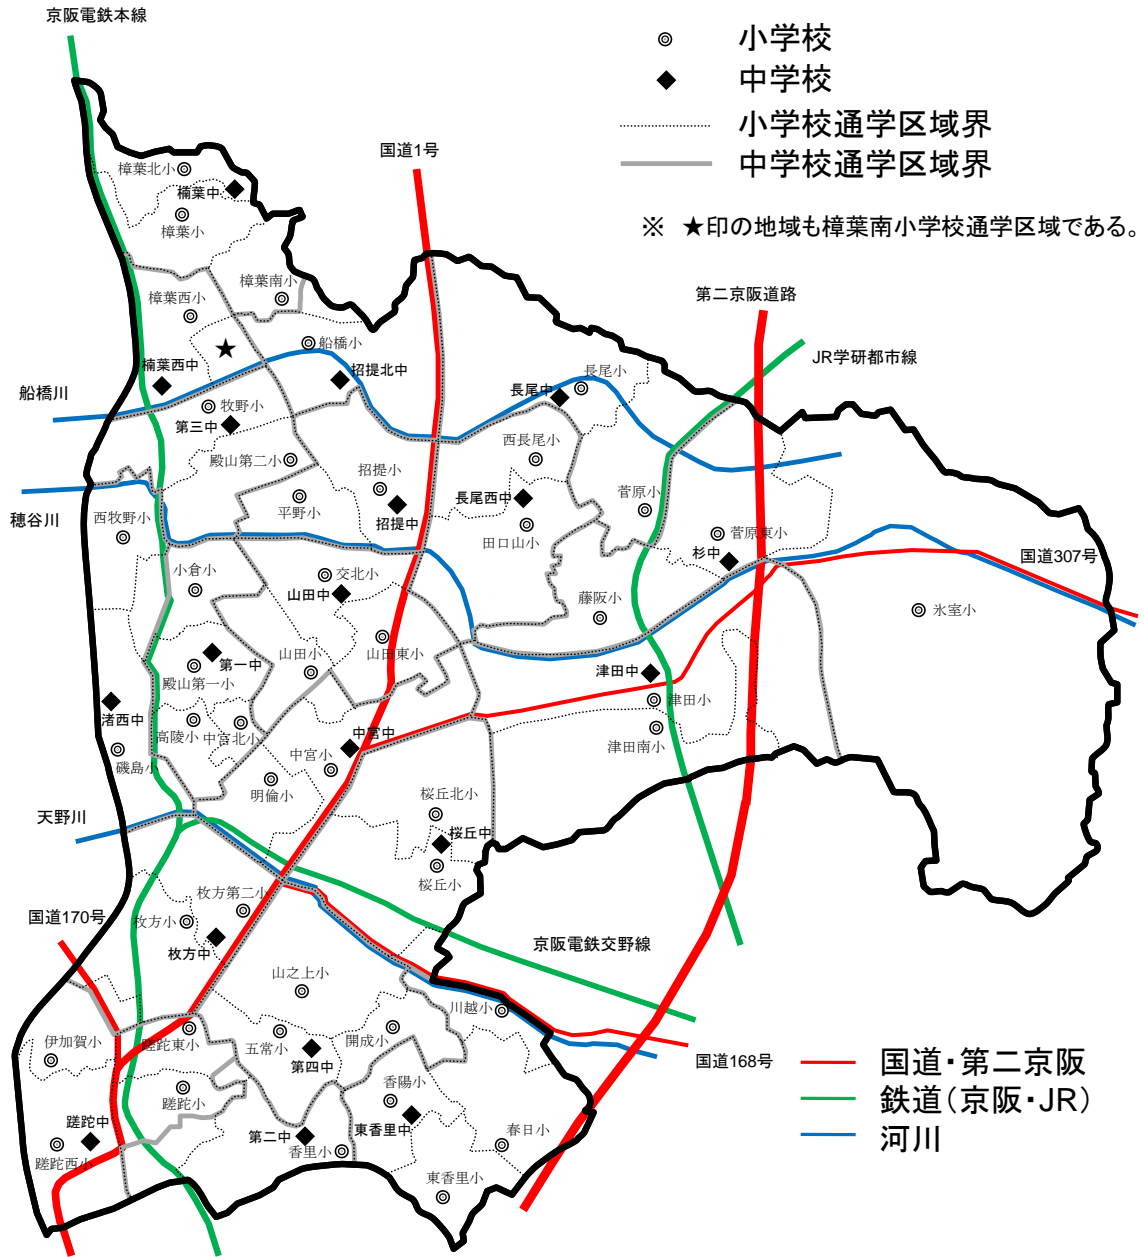 京阪電鉄本線
小学校
中学校
小学校通学区域界
中学校通学区域界
※ ★印の地域も樟葉南小学校通学区域である。
国道1号
樟葉北小
楠葉中
樟葉小
樟葉南小
樟葉西小
第二京阪道路
JR学研都市線
船橋小
楠葉西中
招提北中
船橋川
長尾小
長尾中
牧野小
第三中
西長尾小
殿山第二小
招提小
長尾西中
菅原小
穂谷川
平野小
招提中
西牧野小
田口山小
菅原東小
杉中
国道307号
小倉小
交北小
山田中
藤阪小
氷室小
山田小
山田東小
第一中
殿山第一小
津田中
津田小
渚西中
高陵小
中宮北小
中宮中
津田南小
磯島小
中宮小
明倫小
桜丘北小
天野川
桜丘中
桜丘小
枚方第二小
国道170号
枚方小
枚方中
京阪電鉄交野線
山之上小
川越小
伊加賀小
蹉跎東小
五常小
開成小
第四中
国道168号
国道・第二京阪
鉄道(京阪・JR)
河川
蹉跎小
香陽小
蹉跎中
第二中
東香里中
春日小
香里小
蹉跎西小
東香里小